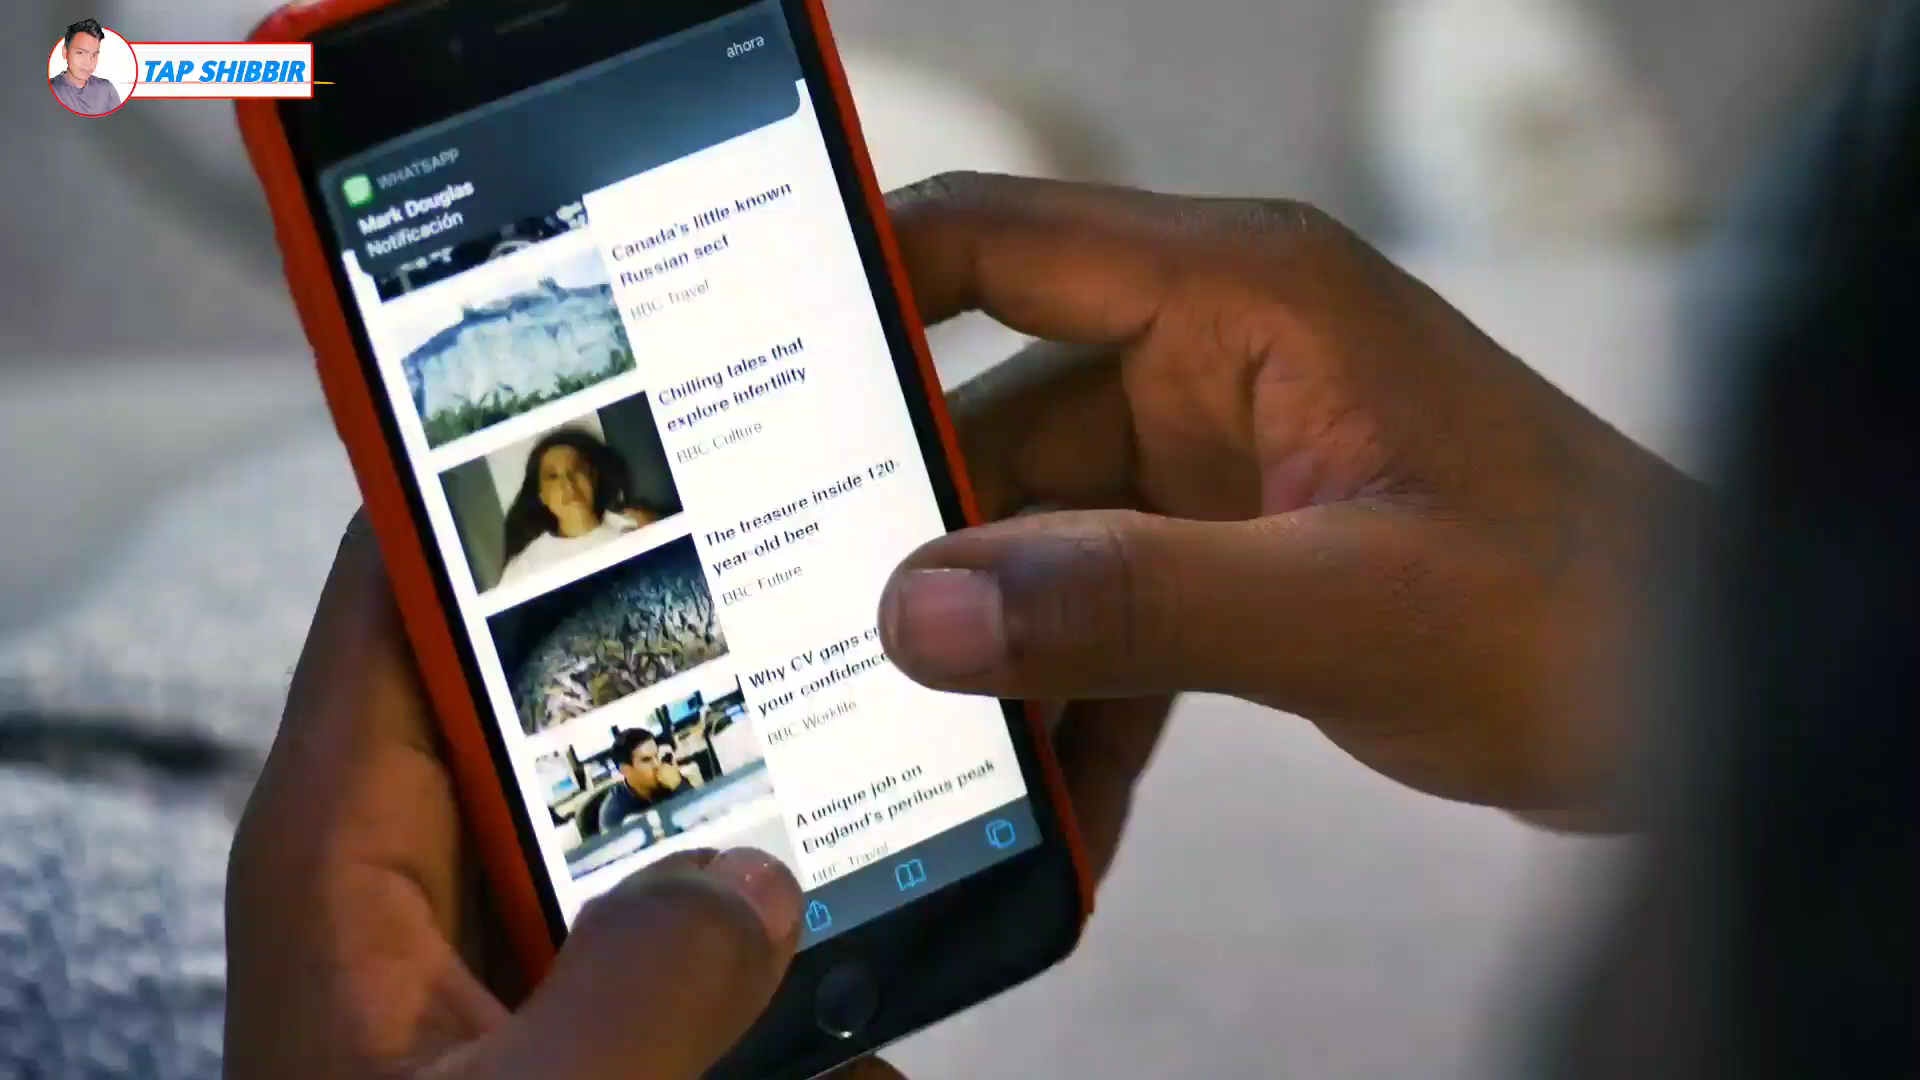 TAP SHIBBIR
ahora
WHATSAPP
Mark Douglas
Notificación
Canada's little-known
Russian sect
BBC Travel
Chilling tales that
explore infertility
BBC Culture
The treasure inside 120-
year-old beer
BBC Future
Why CV gaps
your confidence
BBC Worklife
A unique job on
England's perilous peak
BBC Travel